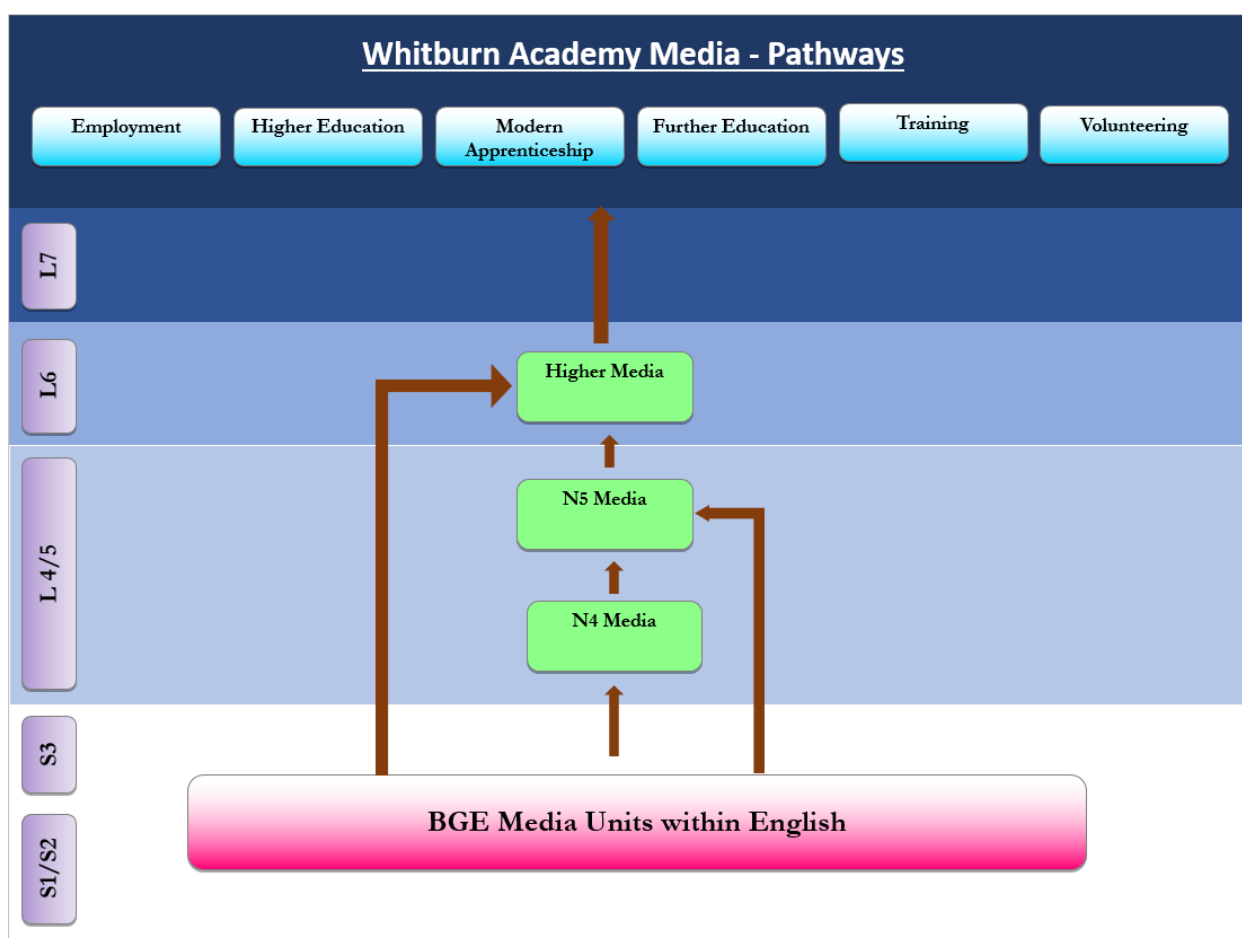 Whitburn Academy Media - Pathways
Employment
Higher Education
Modern
Apprenticeship
Further Education
Training
Volunteering
L7
L6
Higher Media
L 4/5
N5 Media
N4 Media
S3
BGE Media Units within English
S1/S2